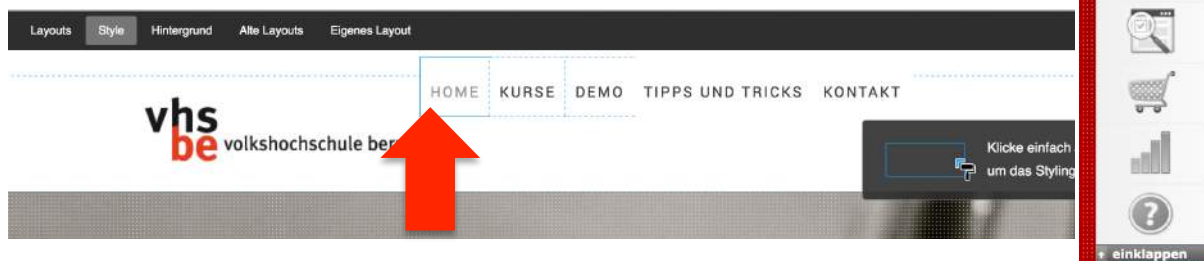 Layouts Style Hintergrund Alte Layouts Eigenes Layout
HOME KURSE DEMO TIPPS UND TRICKS KONTAKT
vhs
be volkshochschule
Klicke einfach
um das Styling
?
einklappen